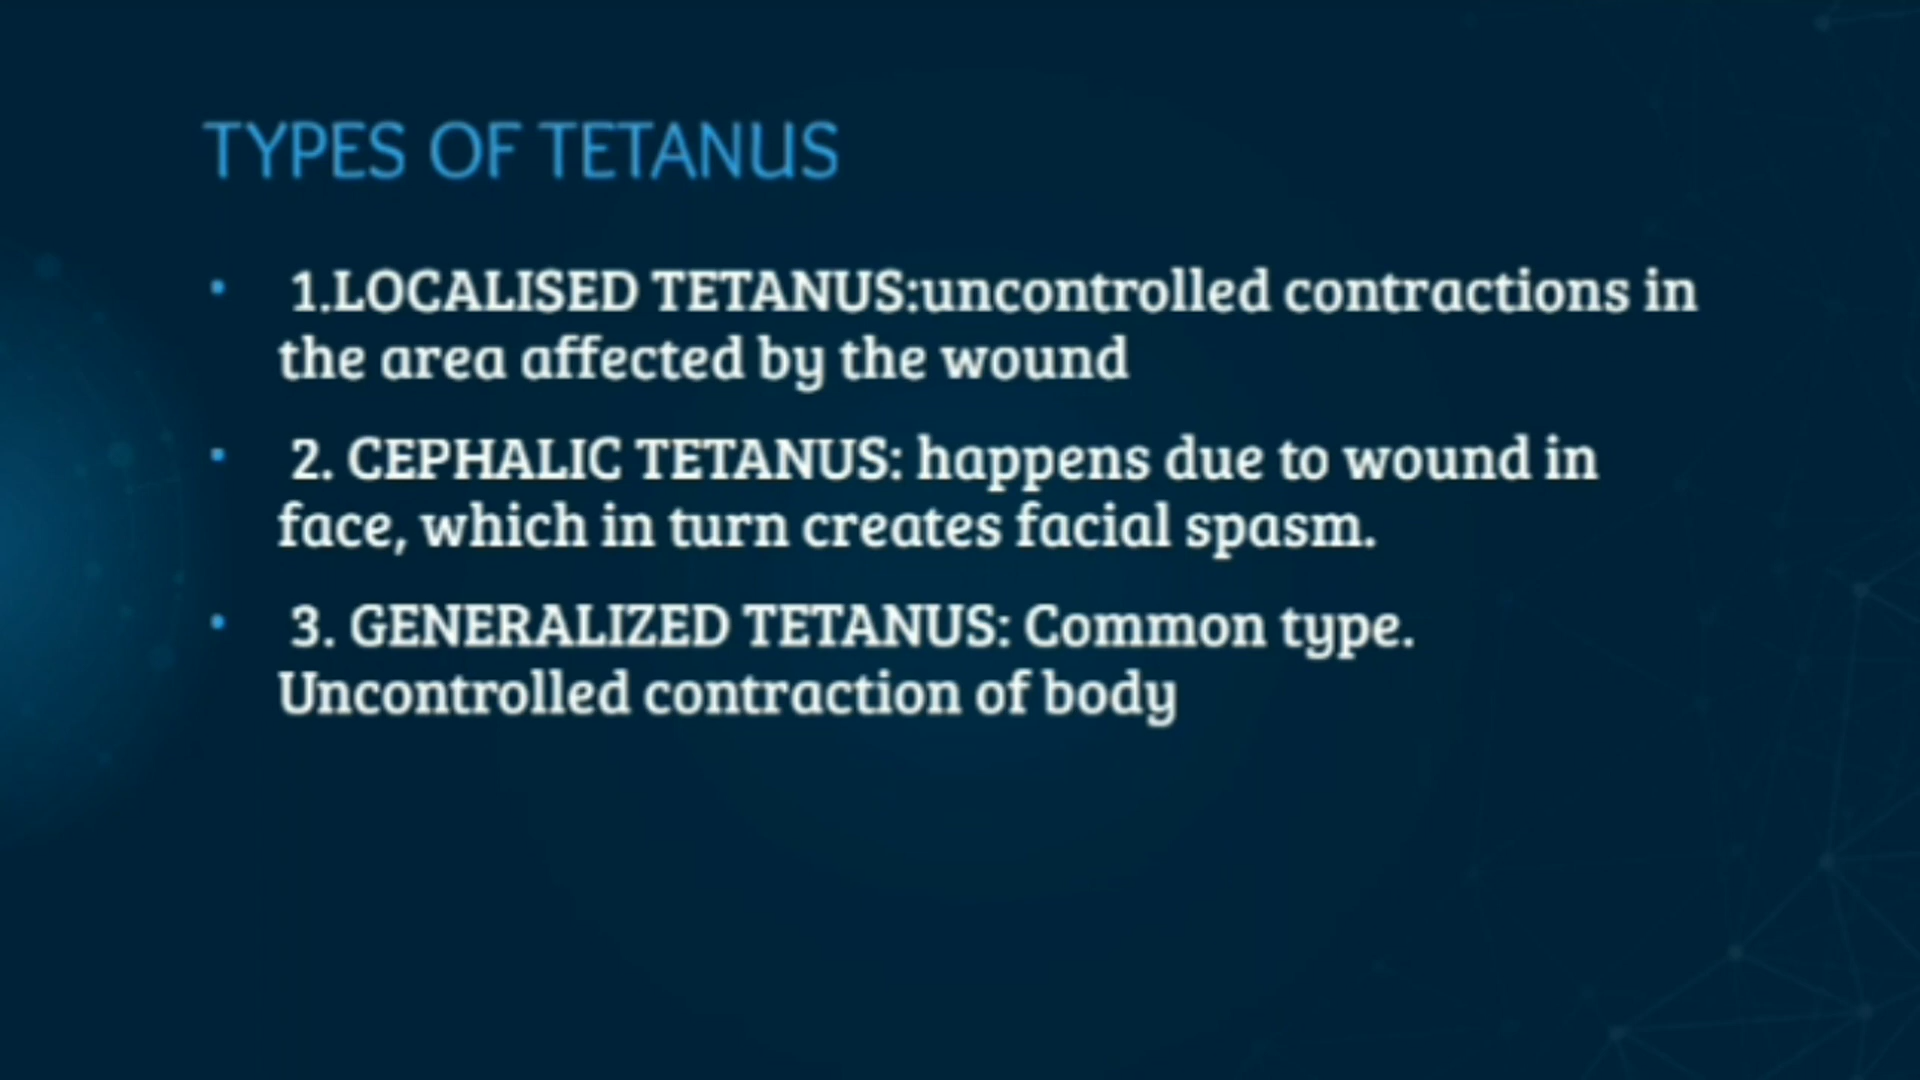 TYPES OF TETANUS
• 1.LOCALISED TETANUS:uncontrolled contractions in
the area affected by the wound
• 2. CEPHALIC TETANUS: happens due to wound in
face, which in turn creates facial spasm.
• 3. GENERALIZED TETANUS: Common type.
Uncontrolled contraction of body